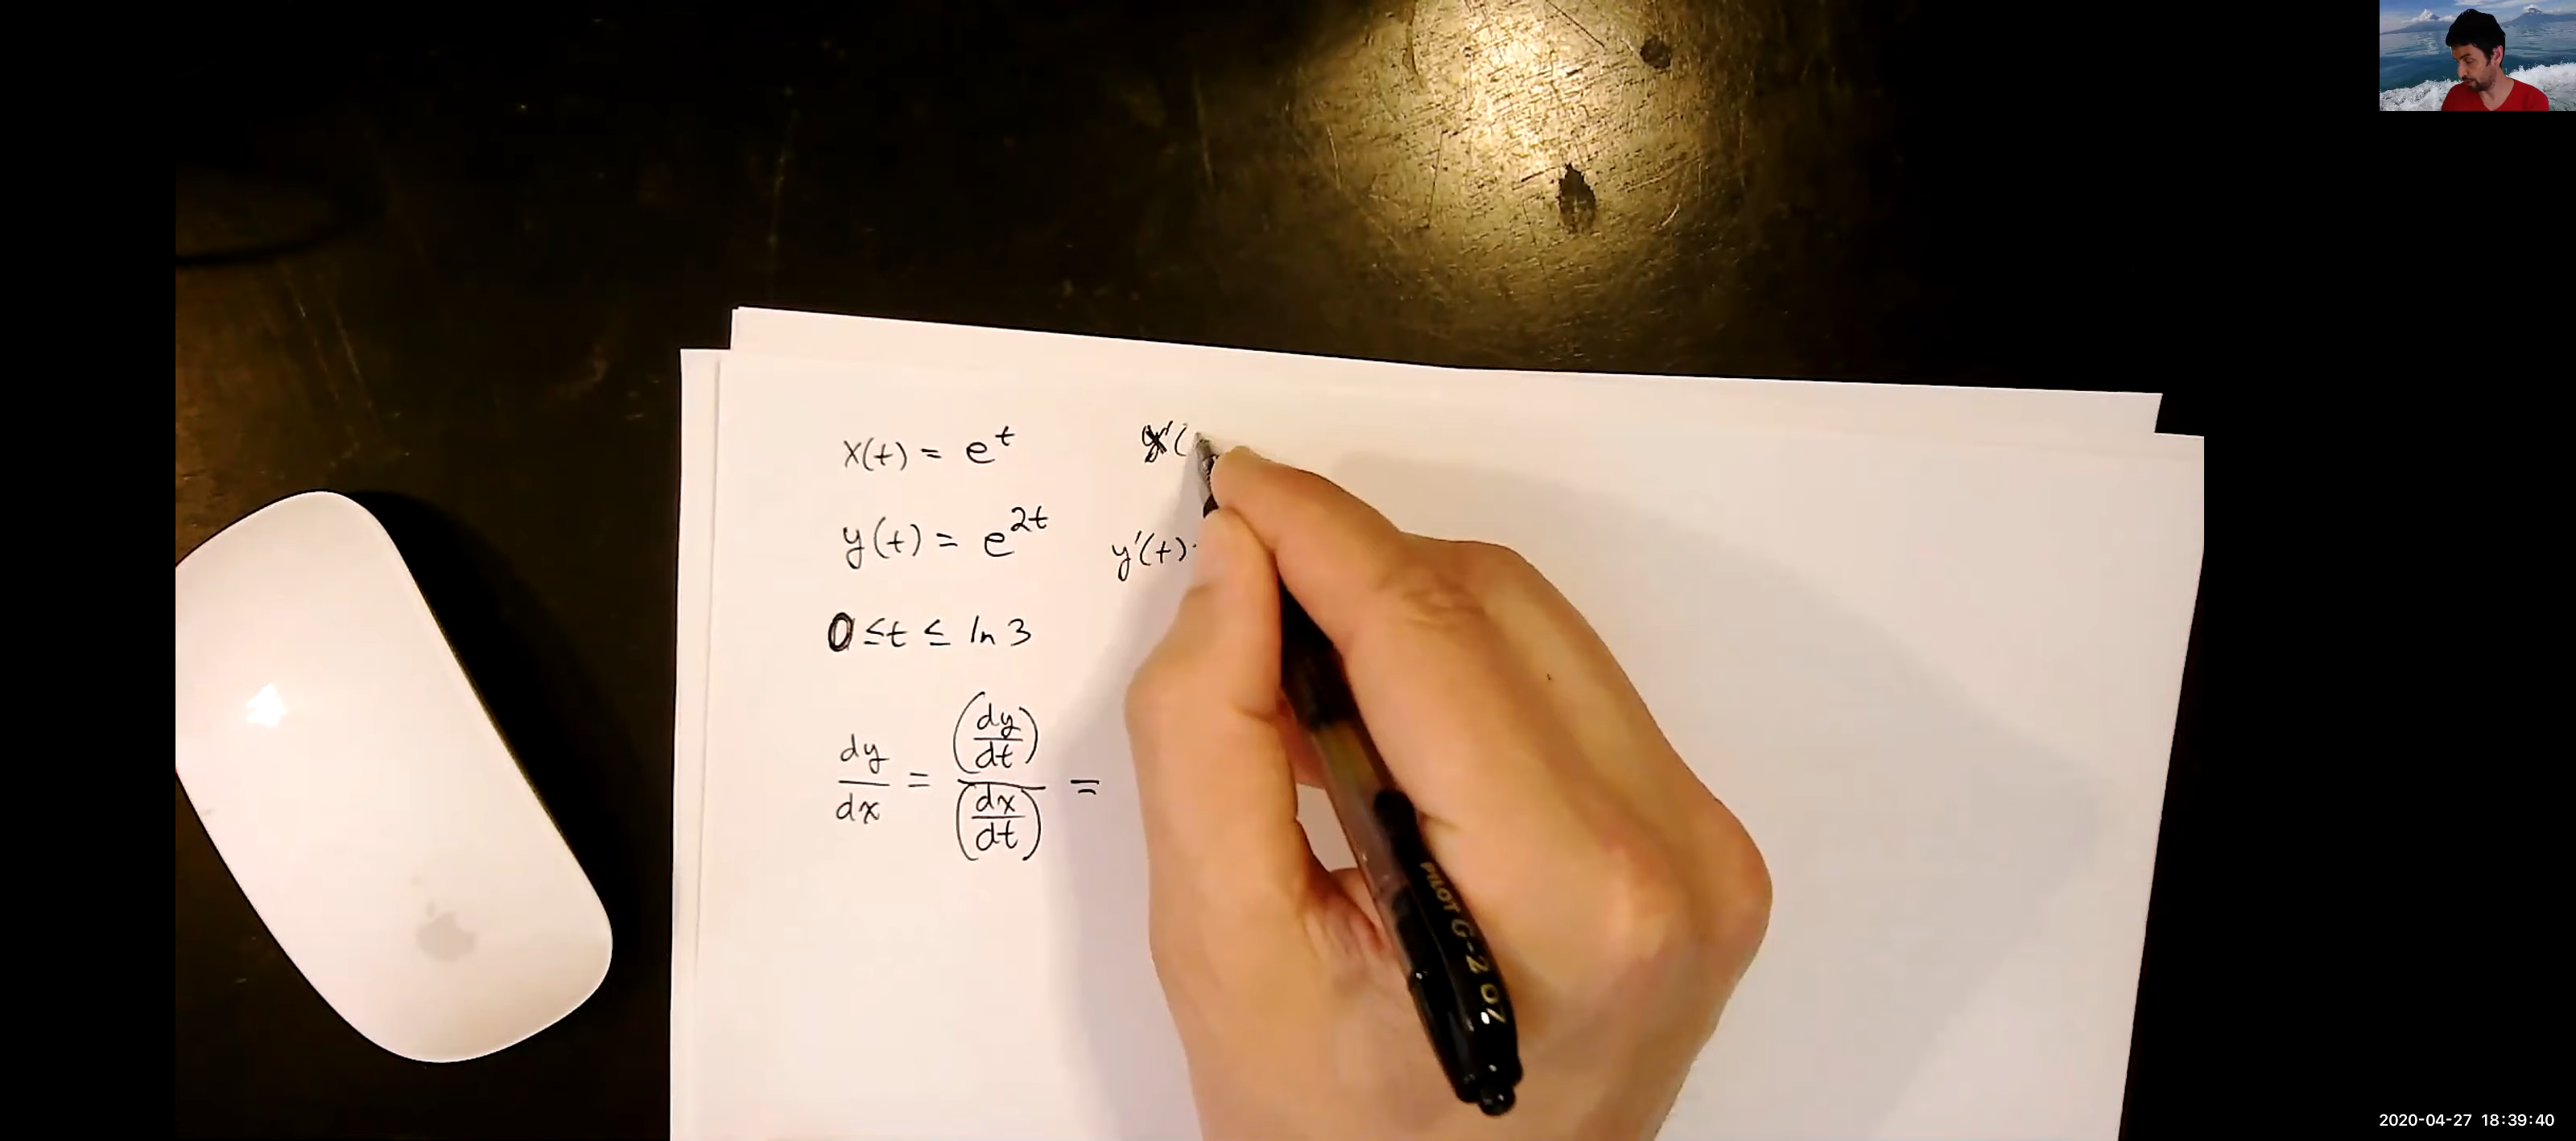 x(t) = e^t
x'(
y(t) = e^{2t}
y'(t)
0 ≤ t ≤ ln 3
dy/dx = (dy/dt)/(dx/dt) =
PILOT G-2 07
2020-04-27 18:39:40